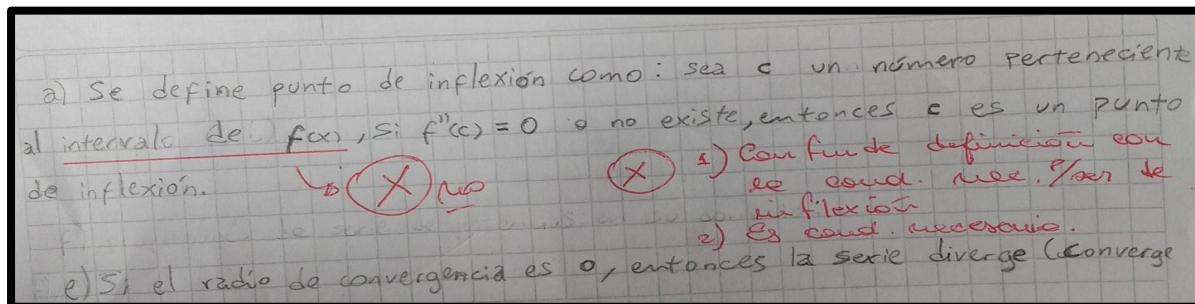 a) Se define punto de inflexión como: sea c un número perteneciente
al intervalo de f(x), si f''(c) = 0 o no existe, entonces c es un punto
de inflexión.
X no
X 1) Confunde definición con
cond. nec. p/ser de
inflexión
2) Es cond. necesaria.
e) Si el radio de convergencia es 0, entonces la serie diverge (converge